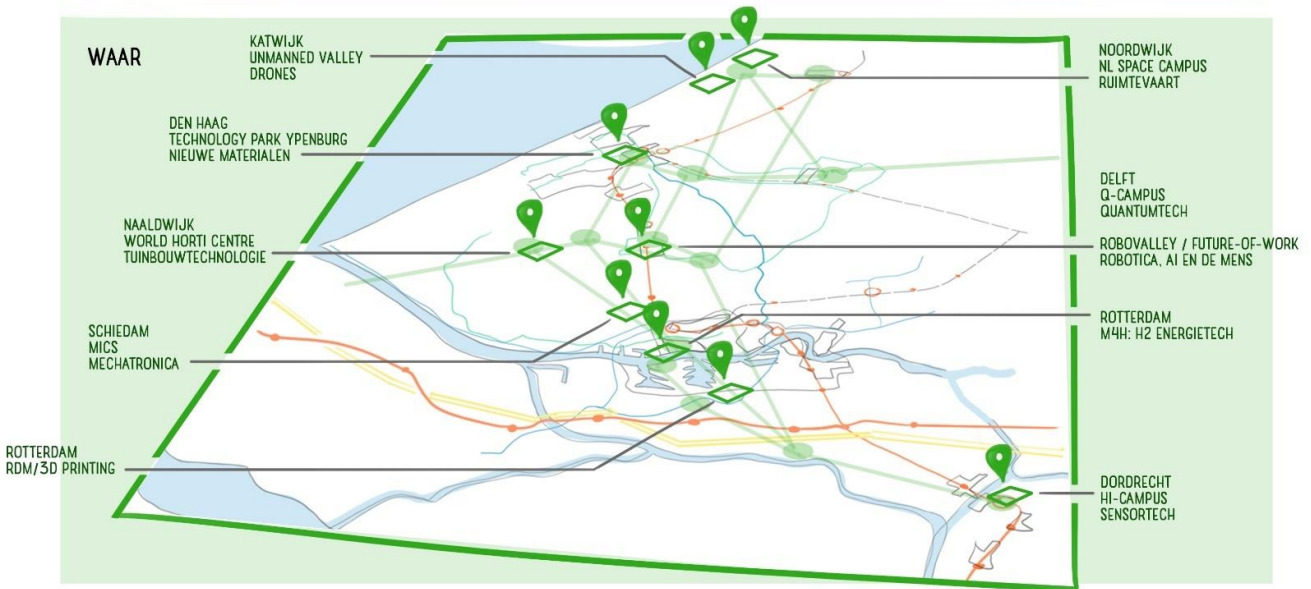 WAAR
KATWIJK
UNMANNED VALLEY
DRONES
NOORDWIJK
NL SPACE CAMPUS
RUIMTEVAART
DEN HAAG
TECHNOLOGY PARK YPENBURG
NIEUWE MATERIALEN
DELFT
Q-CAMPUS
QUANTUMTECH
NAALDWIJK
WORLD HORTI CENTRE
TUINBOUWTECHNOLOGIE
ROBOVALLEY / FUTURE-OF-WORK
ROBOTICA, AI EN DE MENS
SCHIEDAM
MICS
MECHATRONICA
ROTTERDAM
M4H: H2 ENERGIETECH
ROTTERDAM
RDM/3D PRINTING
DORDRECHT
HI-CAMPUS
SENSORTECH